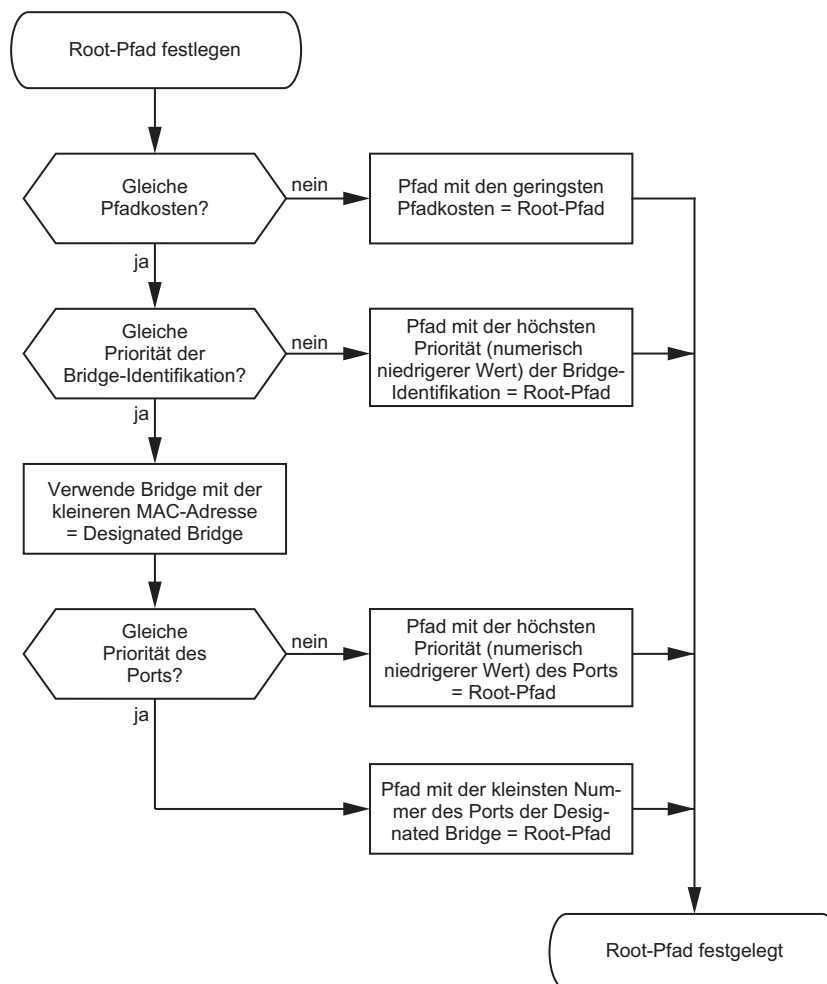 Root-Pfad festlegen
Gleiche
Pfadkosten?
nein
Pfad mit den geringsten
Pfadkosten = Root-Pfad
ja
Gleiche
Priorität der
Bridge-Identifikation?
nein
Pfad mit der höchsten
Priorität (numerisch
niedrigerer Wert) der Bridge-
Identifikation = Root-Pfad
ja
Verwende Bridge mit der
kleineren MAC-Adresse
= Designated Bridge
Gleiche
Priorität des
Ports?
nein
Pfad mit der höchsten
Priorität (numerisch
niedrigerer Wert) des Ports
= Root-Pfad
ja
Pfad mit der kleinsten Num-
mer des Ports der Desig-
nated Bridge = Root-Pfad
Root-Pfad festgelegt